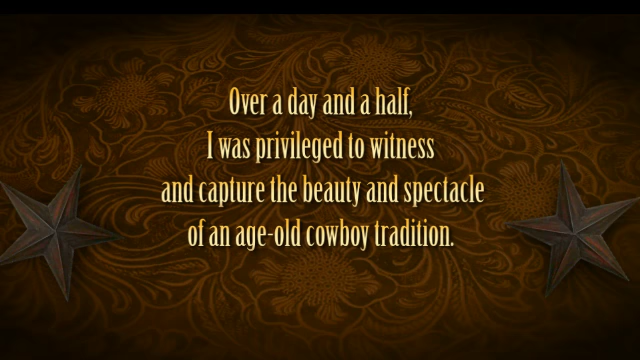 Over a day and a half,
I was privileged to witness
and capture the beauty and spectacle
of an age-old cowboy tradition.